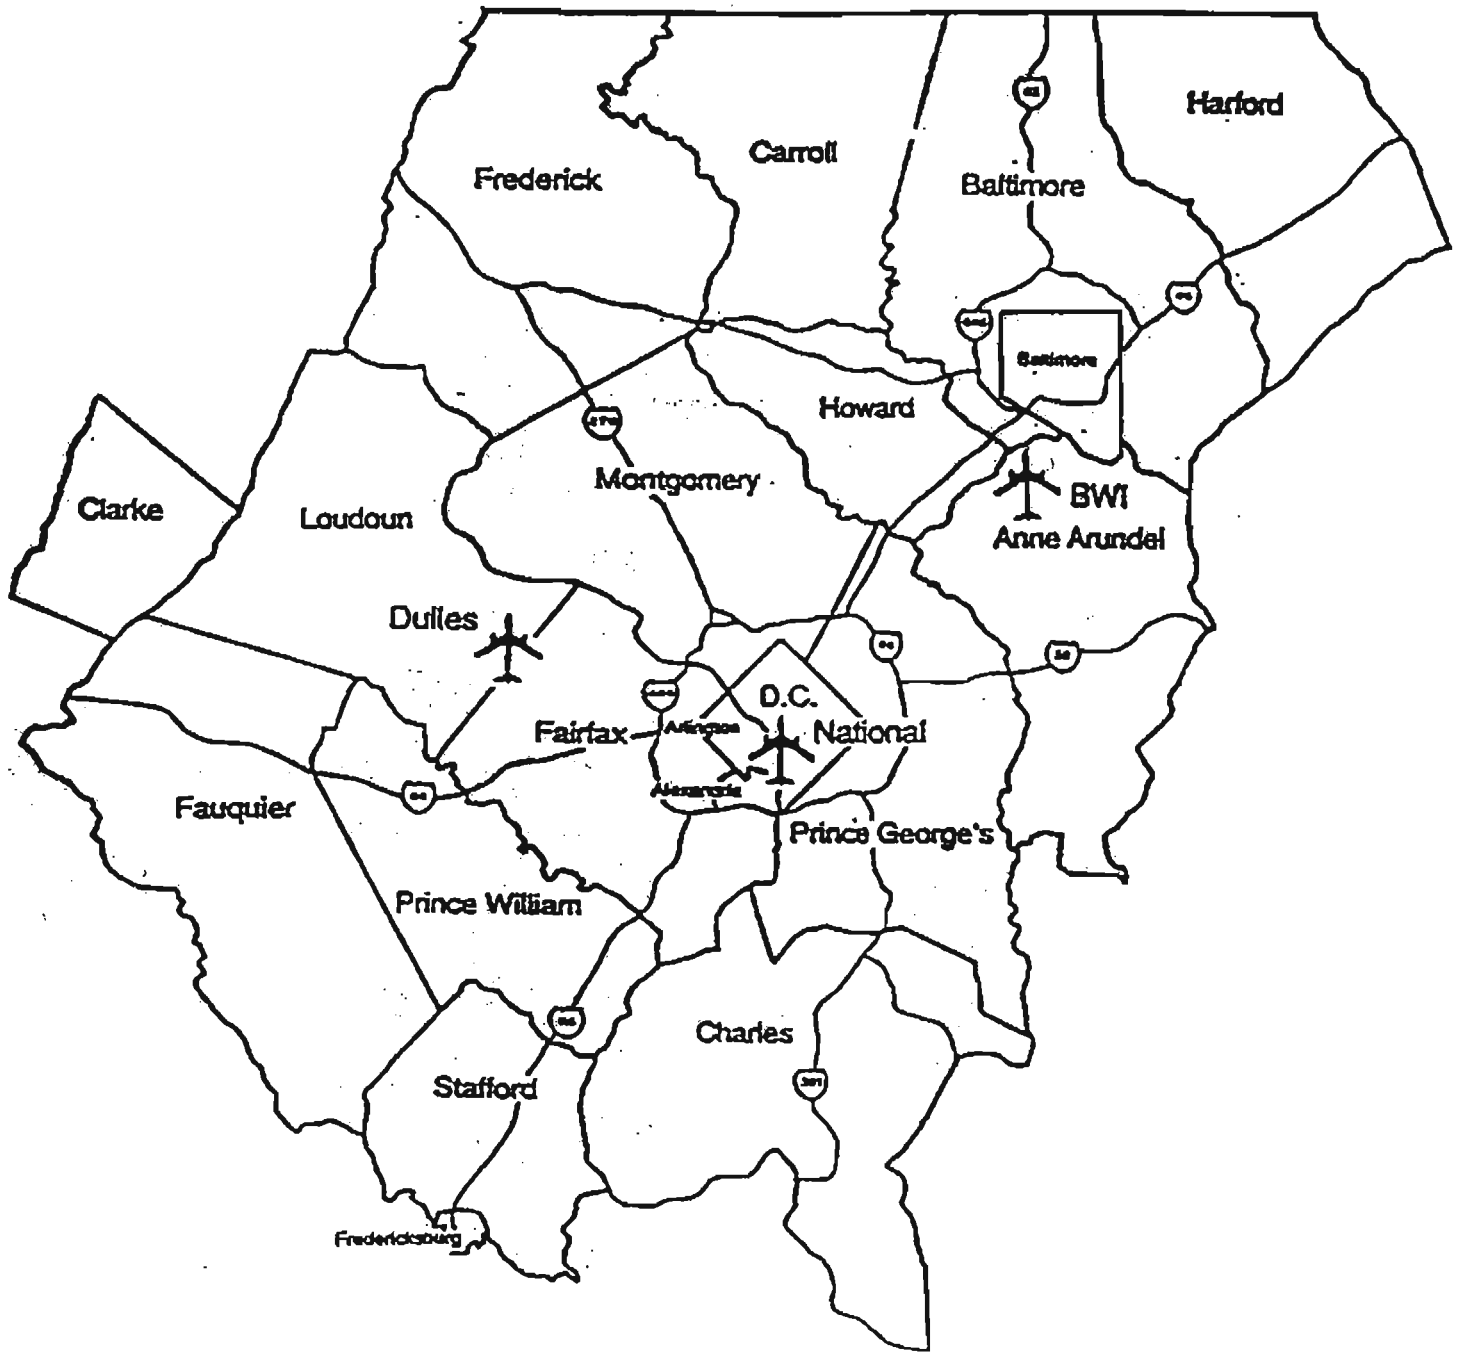 Harford
Carroll
Frederick
Baltimore
Baltimore
Howard
Montgomery
Clarke
Loudoun
BWI
Anne Arundel
Dulles
D.C.
Fairfax
Arlington
National
Alexandria
Fauquier
Prince George's
Prince William
Charles
301
Stafford
Fredericksburg